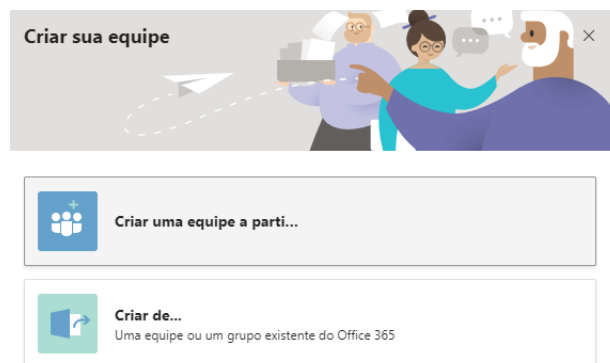 Criar sua equipe
Criar uma equipe a parti...
Criar de...
Uma equipe ou um grupo existente do Office 365